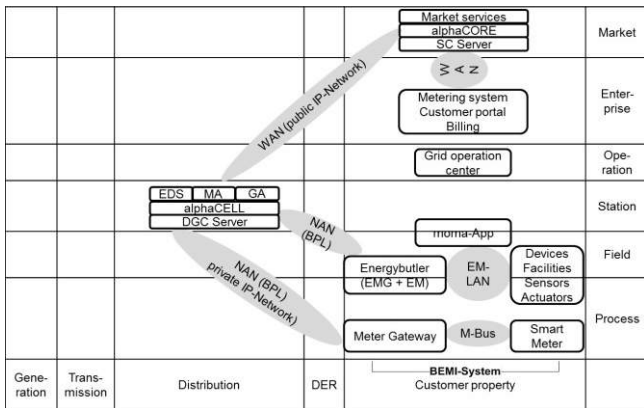 Market services
alphaCORE
SC Server
Market
WAN (public IP-Network)
WAN
Metering system
Customer portal
Billing
Enter-
prise
Grid operation
center
Ope-
ration
EDS MA GA
alphaCELL
DGC Server
Station
NAN
(BPL)
moma-App
NAN (BPL)
private IP-Network)
Energybutler
(EMG + EM)
EM-
LAN
Devices
Facilities
Sensors
Actuators
Field
Meter Gateway
M-Bus
Smart
Meter
Process
BEMI-System
Gene-
ration
Trans-
mission
Distribution
DER
Customer property